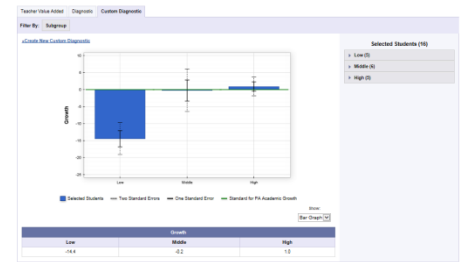 Teacher Value Added Diagnostic Custom Diagnostic
Filter By: Subgroup
«Create New Custom Diagnostic
Selected Students (16)
Low (5)
Middle (6)
High (5)
10
5
0
-5
-10
-15
-20
-25
Growth
Low Middle High
Selected Students Two Standard Errors One Standard Error Standard for PA Academic Growth
Show:
Bar Graph
Growth
Low Middle High
-14.4 -0.2 1.0